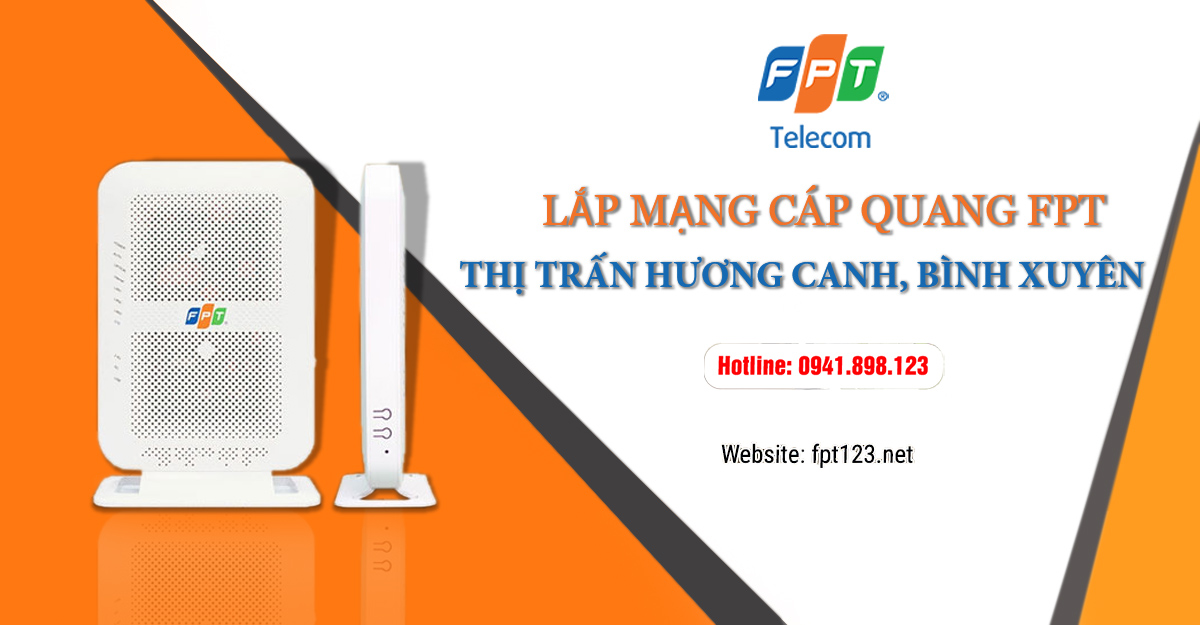 FPT
Telecom
LẮP MẠNG CÁP QUANG FPT
THỊ TRẤN HƯƠNG CANH, BÌNH XUYÊN
FPT
Hotline: 0941.898.123
Website: fpt123.net